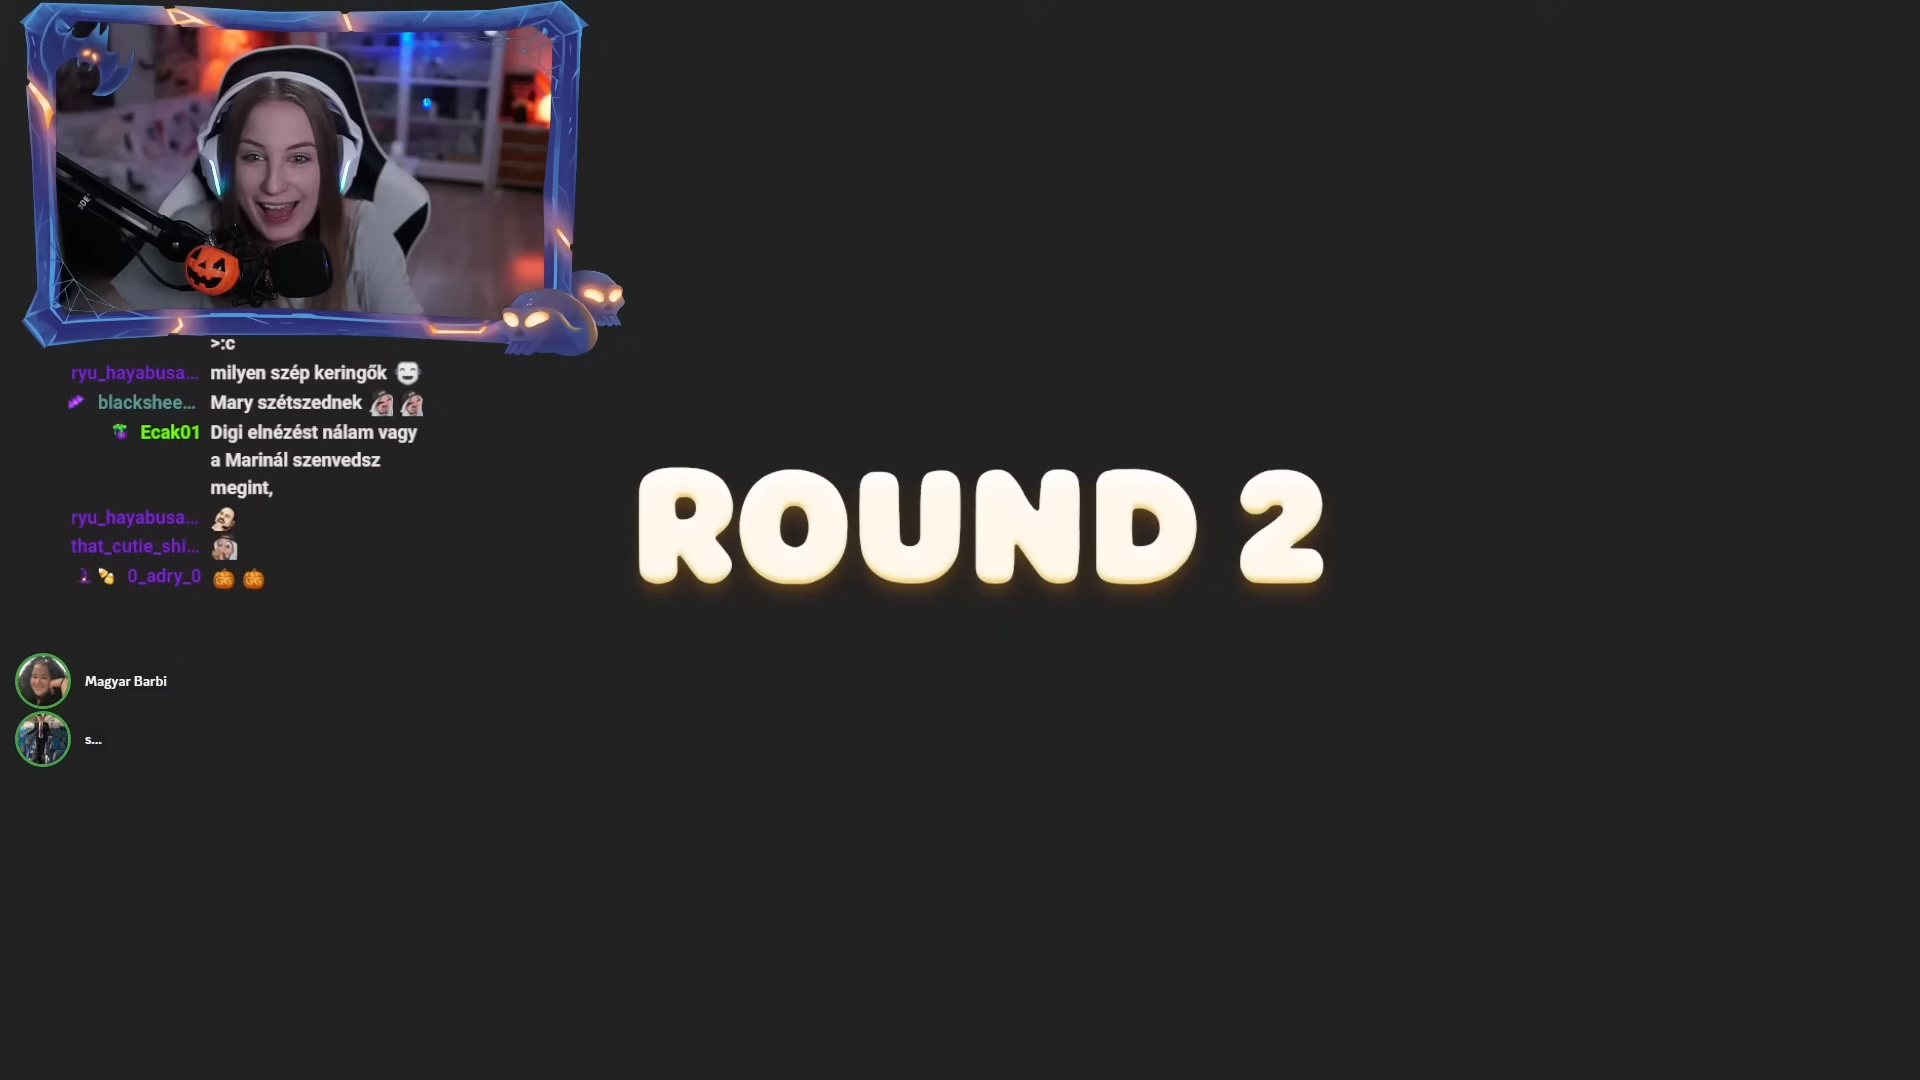 >:c
ryu_hayabusa... milyen szép keringők
blackshee... Mary szétszednek
Ecak01 Digi elnézést nálam vagy
a Marinál szenvedsz
megint,
ryu_hayabusa...
that_cutie_shi...
0_adry_0
ROUND 2
Magyar Barbi
s...